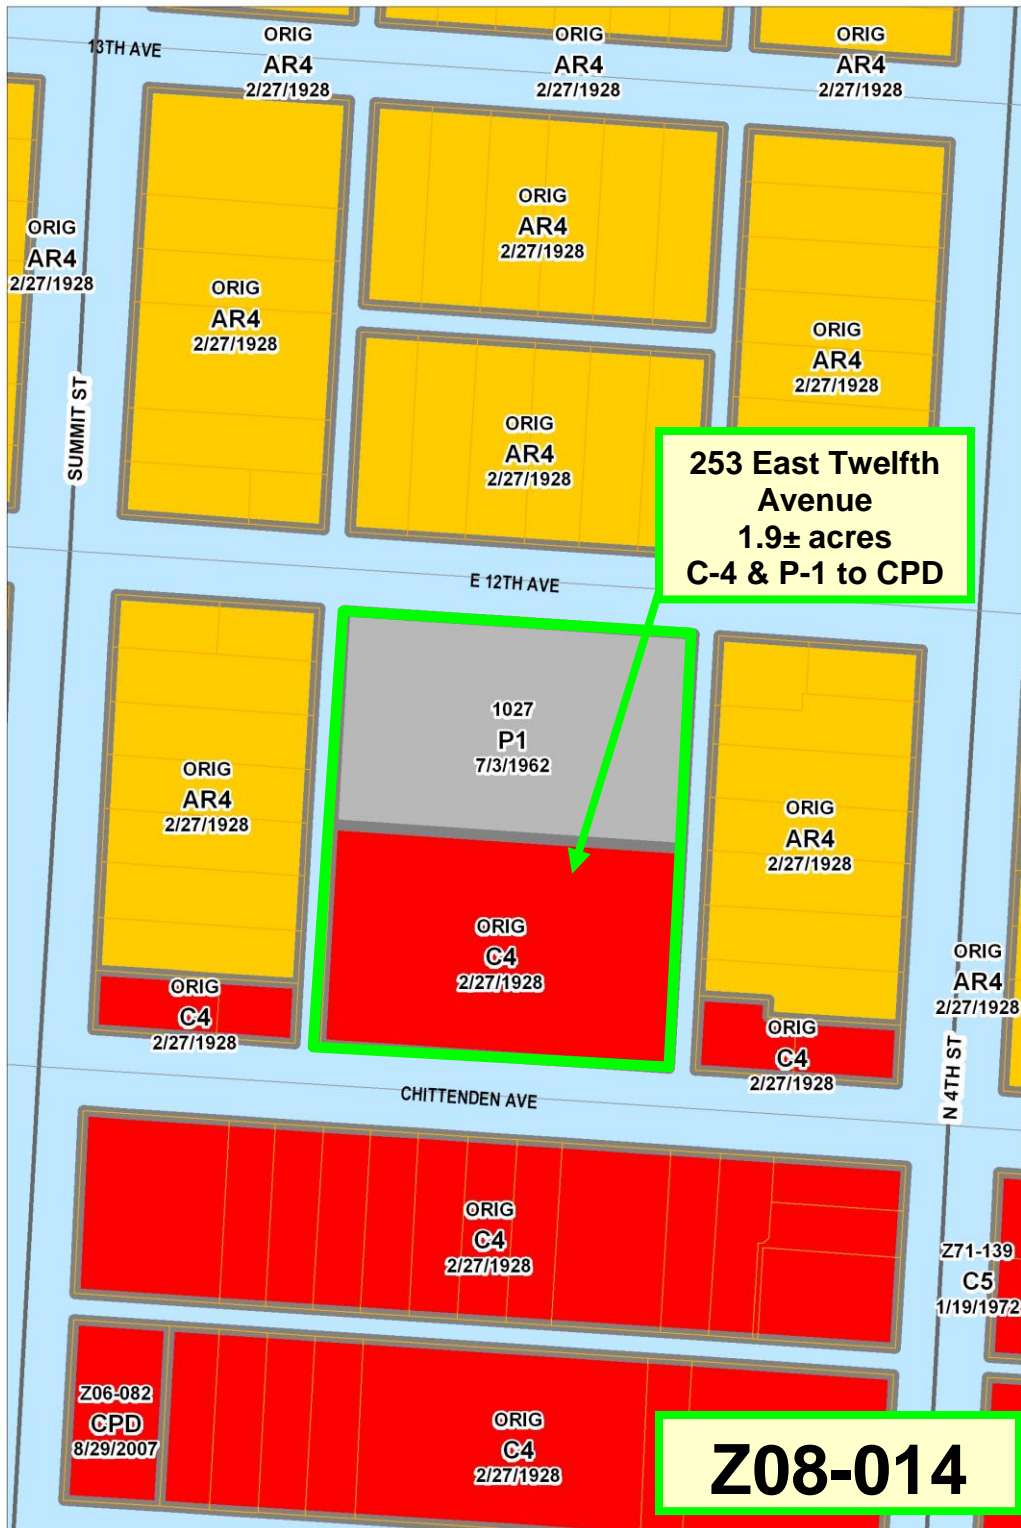 13TH AVE
ORIG
AR4
2/27/1928
ORIG
AR4
2/27/1928
ORIG
AR4
2/27/1928
ORIG
AR4
2/27/1928
ORIG
AR4
2/27/1928
ORIG
AR4
2/27/1928
ORIG
AR4
2/27/1928
SUMMIT ST
ORIG
AR4
2/27/1928
253 East Twelfth
Avenue
1.9± acres
C-4 & P-1 to CPD
E 12TH AVE
1027
P1
7/3/1962
ORIG
AR4
2/27/1928
ORIG
AR4
2/27/1928
ORIG
C4
2/27/1928
ORIG
AR4
2/27/1928
ORIG
C4
2/27/1928
ORIG
C4
2/27/1928
N 4TH ST
CHITTENDEN AVE
ORIG
C4
2/27/1928
Z71-139
C5
1/19/1972
Z06-082
CPD
8/29/2007
ORIG
C4
2/27/1928
Z08-014